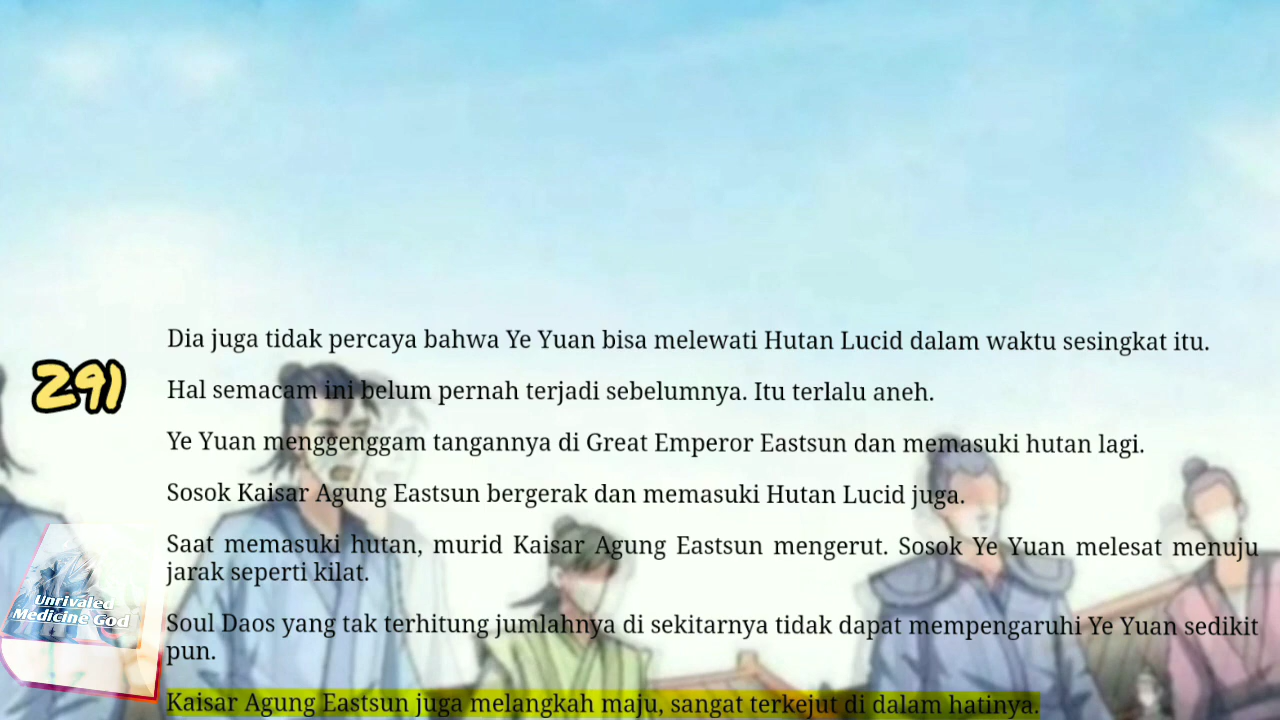 Dia juga tidak percaya bahwa Ye Yuan bisa melewati Hutan Lucid dalam waktu sesingkat itu.
291
Hal semacam ini belum pernah terjadi sebelumnya. Itu terlalu aneh.
Ye Yuan menggenggam tangannya di Great Emperor Eastsun dan memasuki hutan lagi.
Sosok Kaisar Agung Eastsun bergerak dan memasuki Hutan Lucid juga.
Saat memasuki hutan, murid Kaisar Agung Eastsun mengerut. Sosok Ye Yuan melesat menuju
jarak seperti kilat.
Unrivaled
Medicine God
Soul Daos yang tak terhitung jumlahnya di sekitarnya tidak dapat mempengaruhi Ye Yuan sedikit
pun.
Kaisar Agung Eastsun juga melangkah maju, sangat terkejut di dalam hatinya.